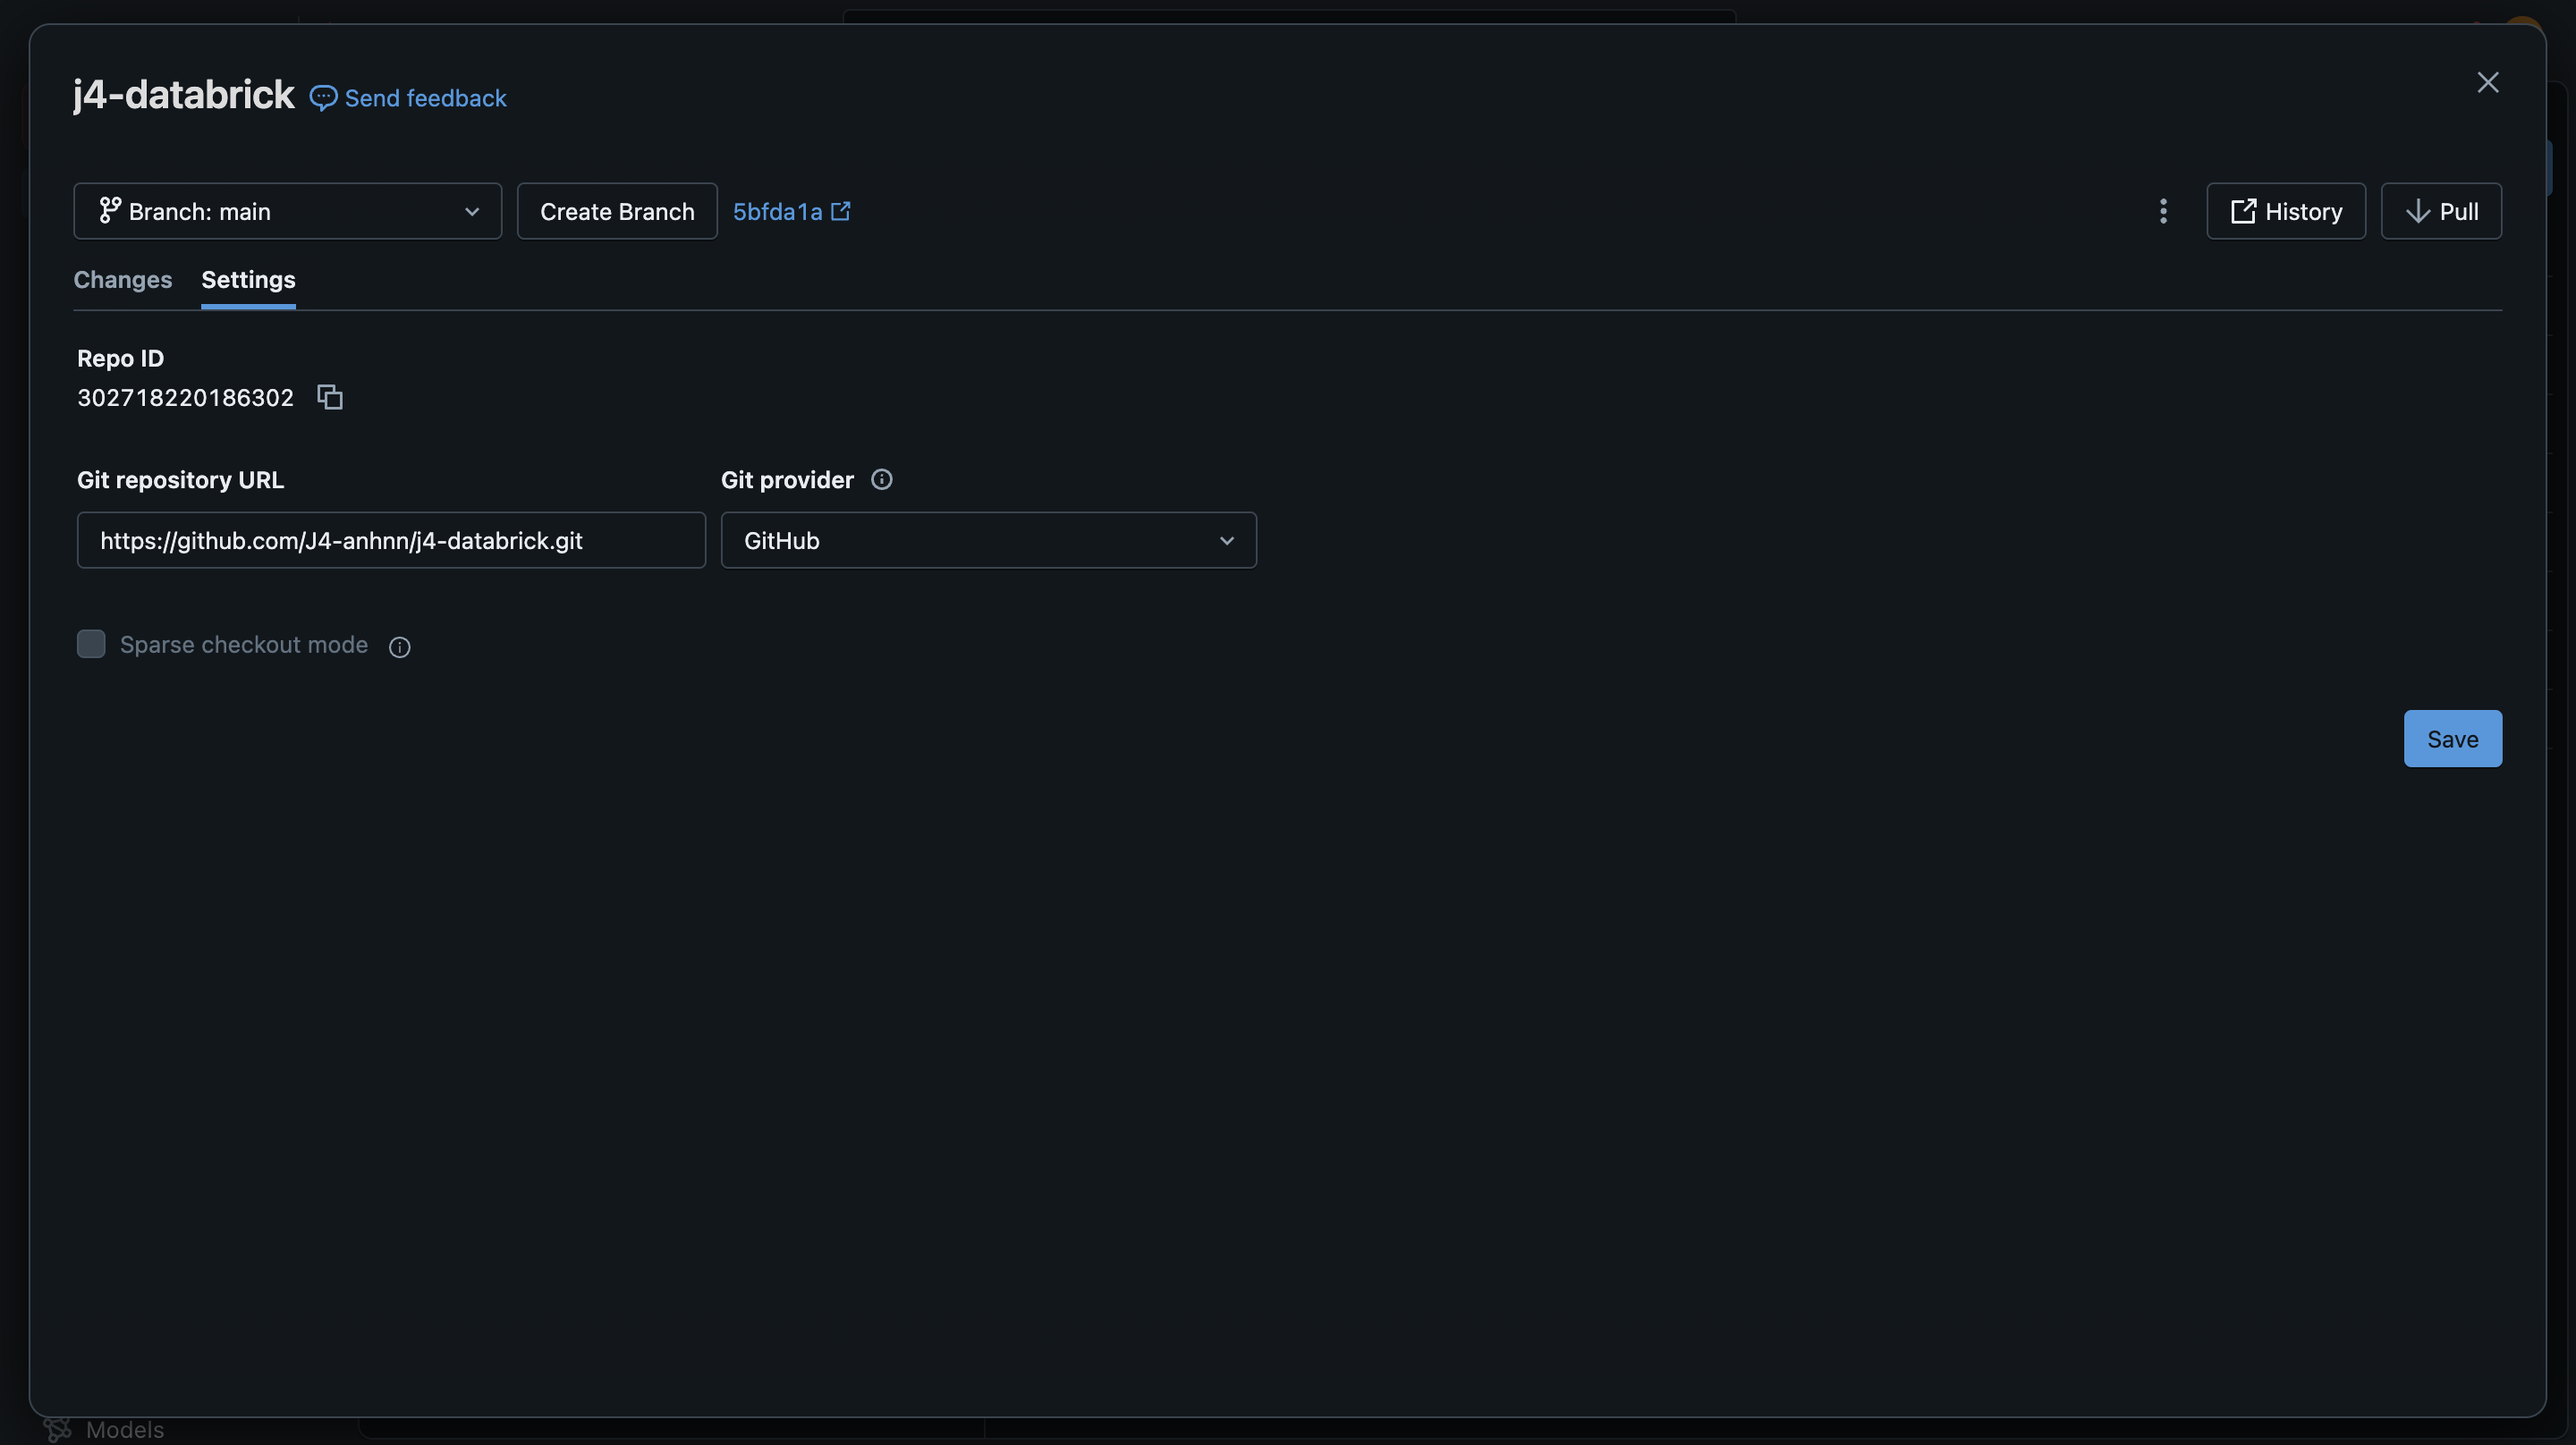 j4-databrick Send feedback
Branch: main Create Branch 5bfda1a History Pull
Changes Settings
Repo ID
302718220186302
Git repository URL Git provider
https://github.com/J4-anhnn/j4-databrick.git GitHub
Sparse checkout mode
Save
Models